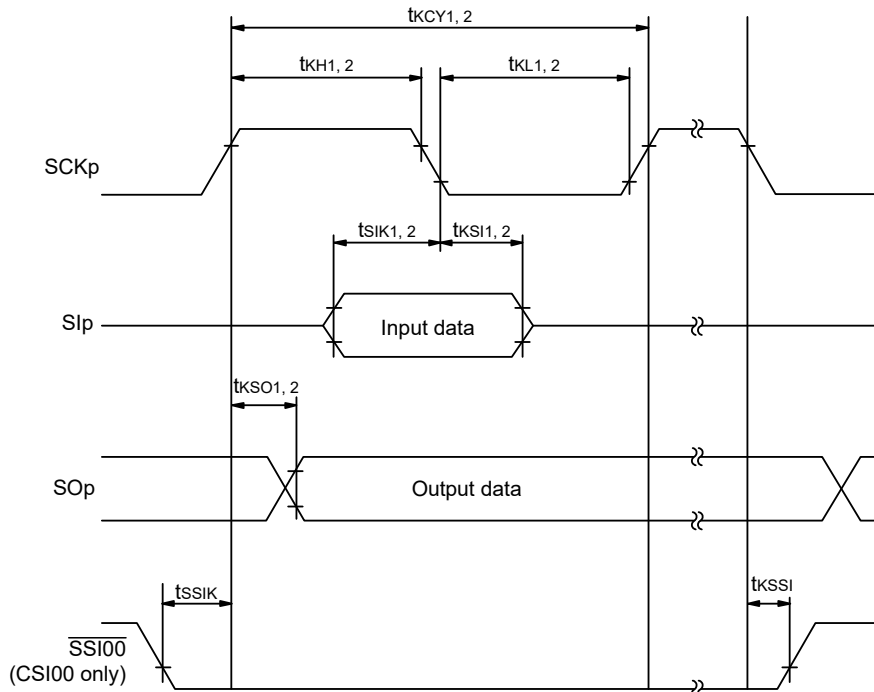 tKCY1, 2
tKH1, 2
tKL1, 2
SCKp
tSIK1, 2
tKSI1, 2
SIp
Input data
tKSO1, 2
SOp
Output data
tSSIK
tKSSI
SSI00
(CSI00 only)